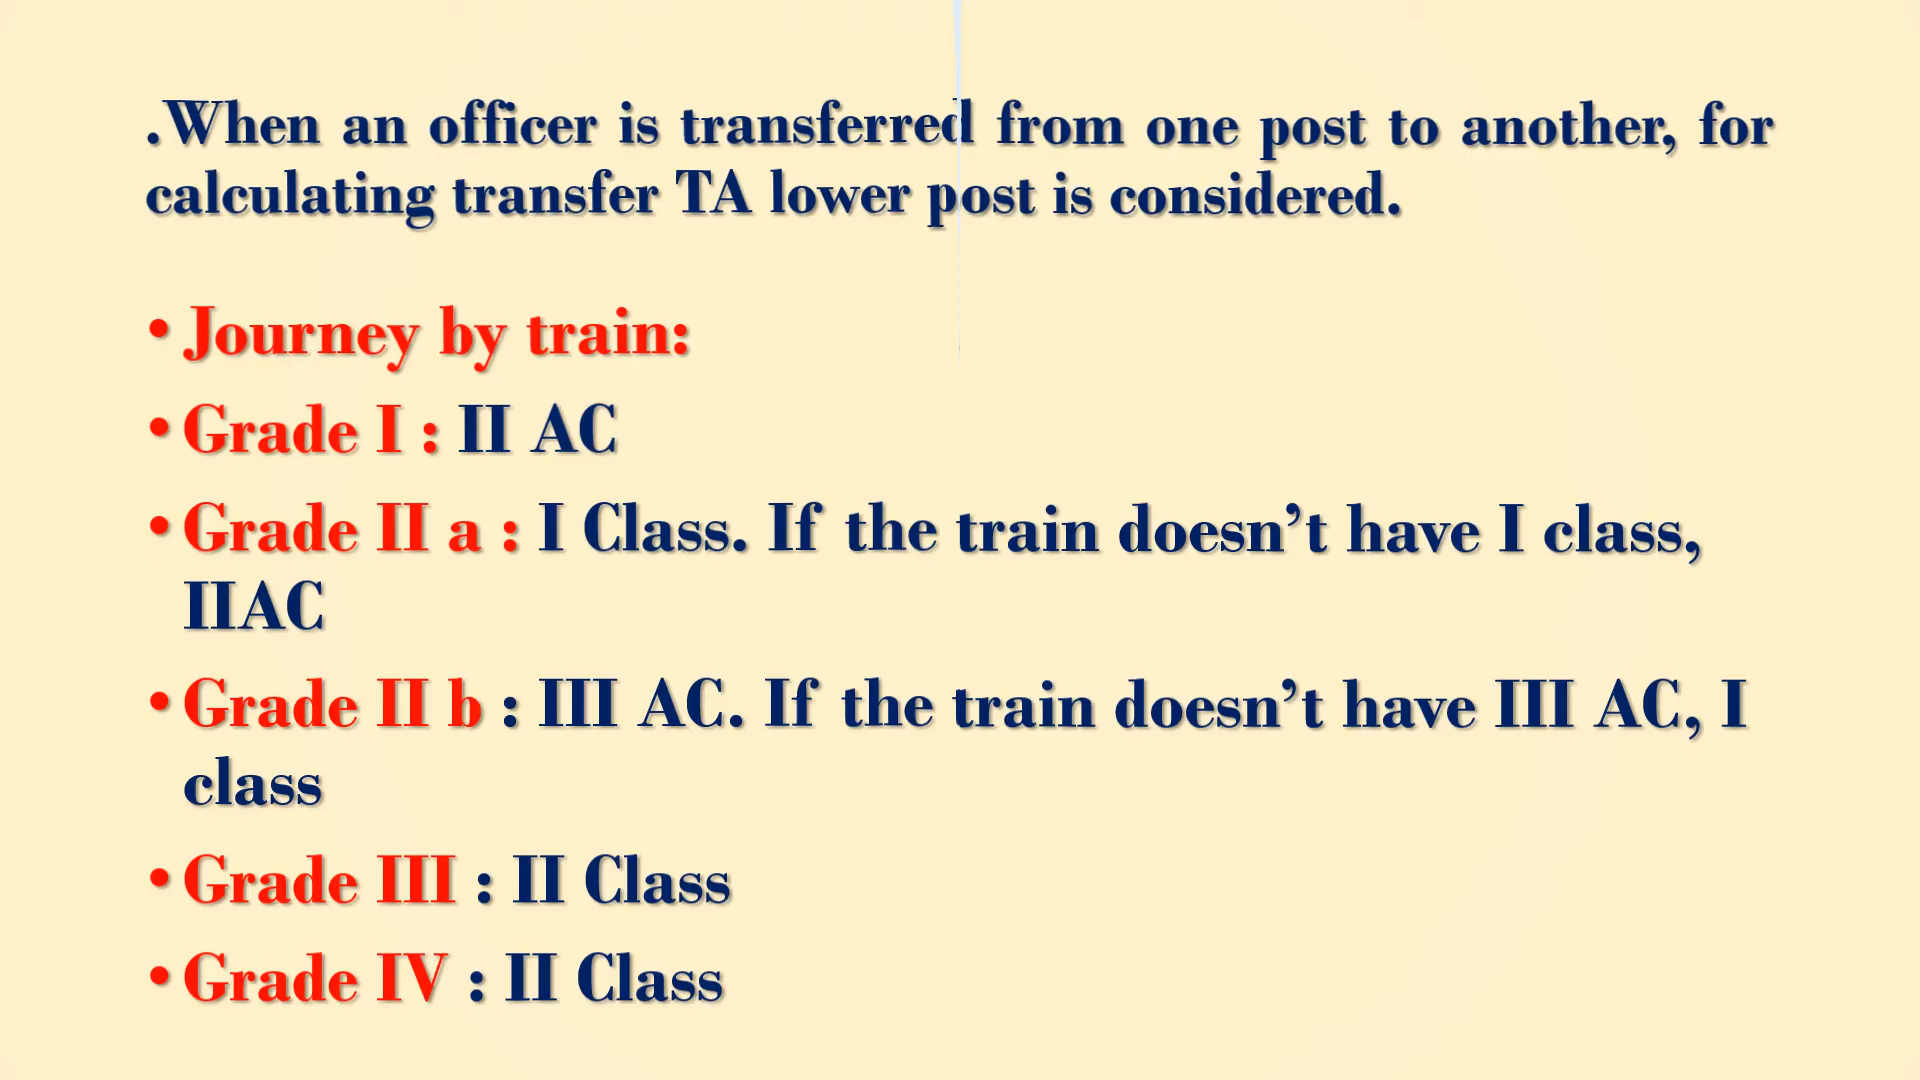 .When an officer is transferred from one post to another, for
calculating transfer TA lower post is considered.
• Journey by train:
• Grade I : II AC
• Grade II a : I Class. If the train doesn’t have I class,
IIAC
• Grade II b : III AC. If the train doesn’t have III AC, I
class
• Grade III : II Class
• Grade IV : II Class